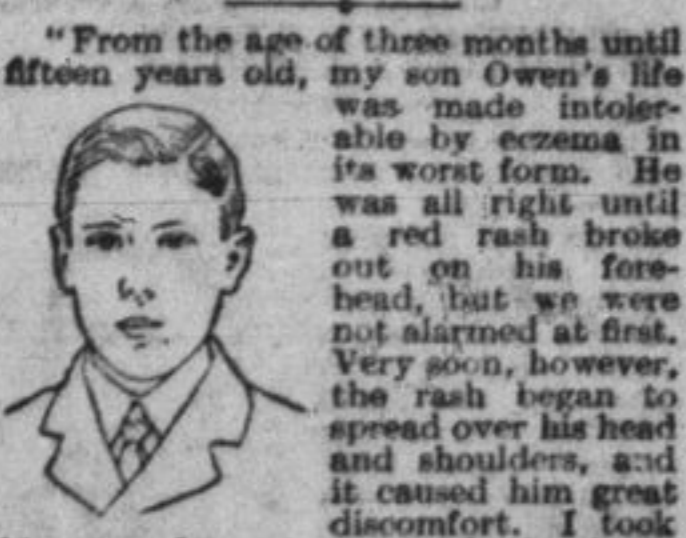 "From the age of three months until
fifteen years old, my son Owen's life
was made intoler-
able by eczema in
its worst form. He
was all right until
a red rash broke
out on his fore-
head, but we were
not alarmed at first.
Very soon, however,
the rash began to
spread over his head
and shoulders, and
it caused him great
discomfort. I took